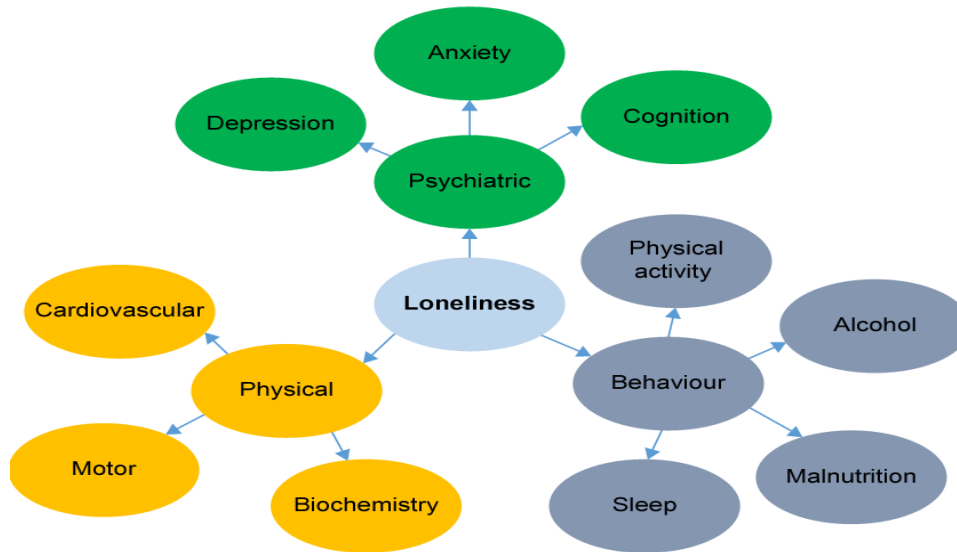 Anxiety
Depression
Cognition
Psychiatric
Physical
activity
Cardiovascular
Loneliness
Alcohol
Physical
Behaviour
Motor
Malnutrition
Biochemistry
Sleep